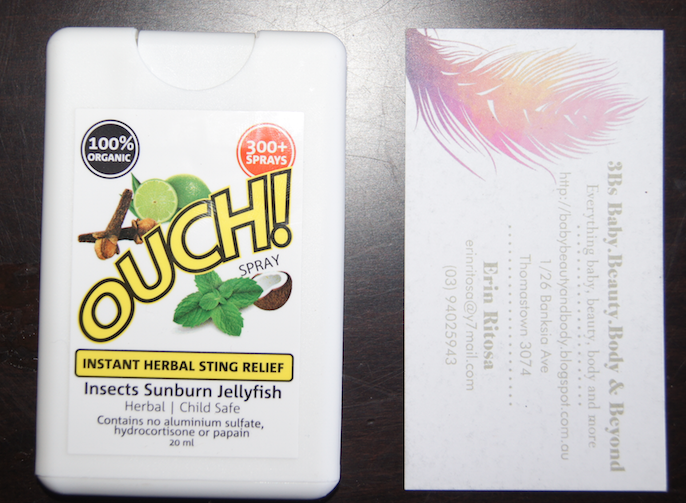 100%
ORGANIC
300+
SPRAYS
OUCH!
SPRAY
INSTANT HERBAL STING RELIEF
Insects Sunburn Jellyfish
Herbal | Child Safe
Contains no aluminium sulfate,
hydrocortisone or papain
20 ml
3Bs Baby.Beauty.Body & Beyond
Everything baby, beauty, body and more
http://babybeautyandbody.blogspot.com.au
1/26 Banksia Ave
Thomastown 3074
Erin Ritosa
erinritosa@y7mail.com
(03) 94025943